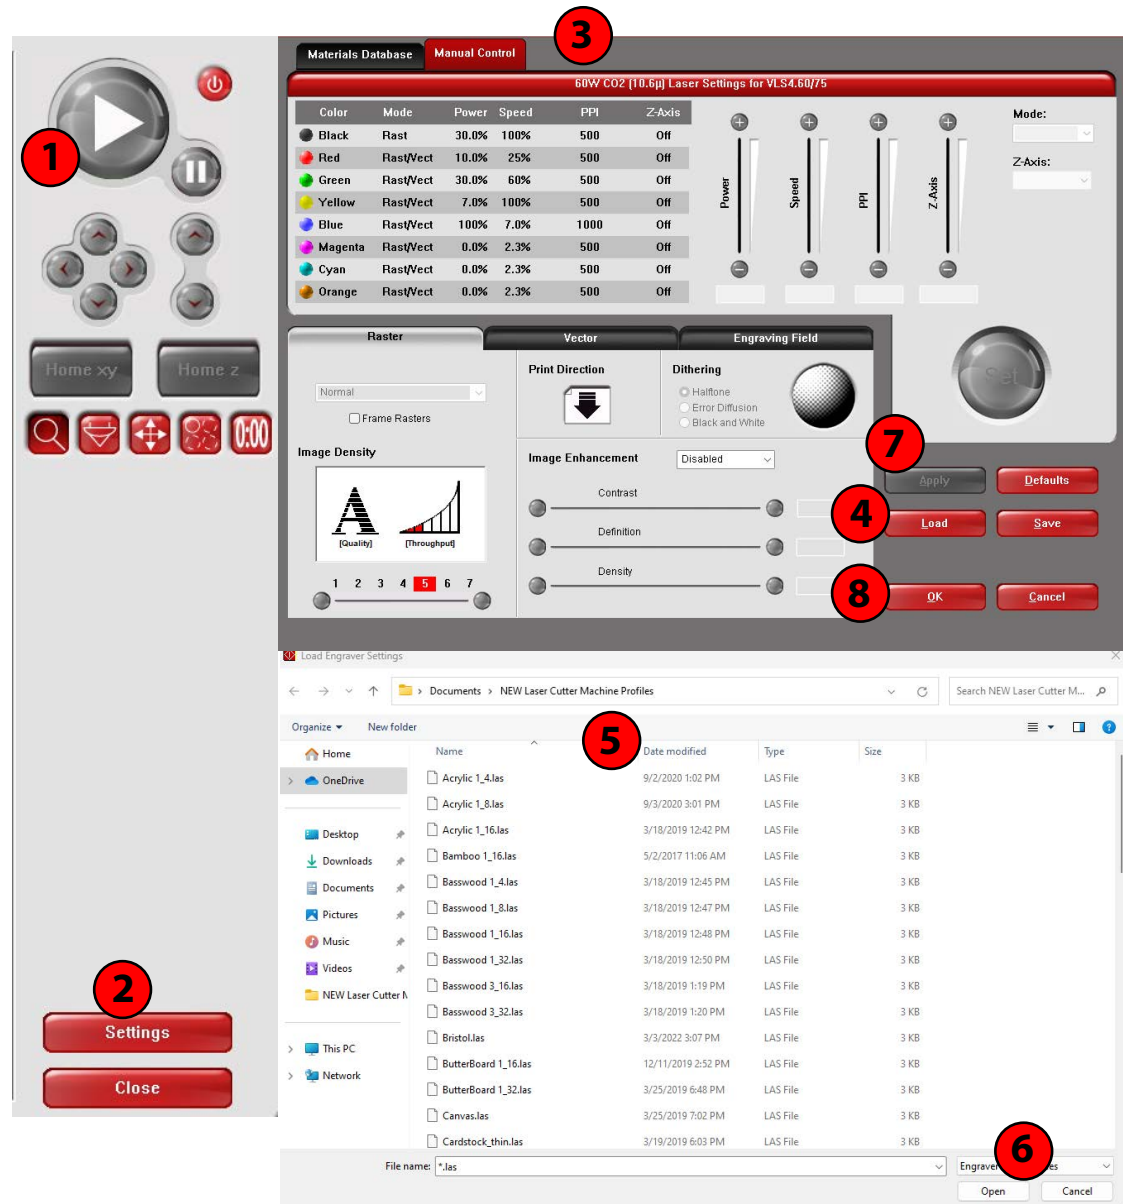 3
Materials Database
Manual Control
60W CO2 (10.6µ) Laser Settings for VLS4.60/75
Color Mode Power Speed PPI Z-Axis
Black Rast 30.0% 100% 500 Off
Red Rast/Vect 10.0% 25% 500 Off
Green Rast/Vect 30.0% 60% 500 Off
Yellow Rast/Vect 7.0% 100% 500 Off
Blue Rast/Vect 100% 7.0% 1000 Off
Magenta Rast/Vect 0.0% 2.3% 500 Off
Cyan Rast/Vect 0.0% 2.3% 500 Off
Orange Rast/Vect 0.0% 2.3% 500 Off
Power
Speed
PPI
Z-Axis
Mode:
Z-Axis:
1
Home xy
Home z
0:00
2
Settings
Close
Raster
Vector
Engraving Field
Normal
Frame Rasters
Print Direction
Dithering
Halftone
Error Diffusion
Black and White
Set
Image Density
A
[Quality]
[Throughput]
1 2 3 4 5 6 7
Image Enhancement
Disabled
Contrast
Definition
Density
7
Apply
Defaults
4
Load
Save
8
OK
Cancel
Load Engraver Settings
Documents > NEW Laser Cutter Machine Profiles
Search NEW Laser Cutter M...
Organize
New folder
5
Home
OneDrive
Desktop
Downloads
Documents
Pictures
Music
Videos
NEW Laser Cutter M
This PC
Network
Name Date modified Type Size
Acrylic 1_4.las 9/2/2020 1:02 PM LAS File 3 KB
Acrylic 1_8.las 9/3/2020 3:01 PM LAS File 3 KB
Acrylic 1_16.las 3/18/2019 12:42 PM LAS File 3 KB
Bamboo 1_16.las 5/2/2017 11:06 AM LAS File 3 KB
Basswood 1_4.las 3/18/2019 12:45 PM LAS File 3 KB
Basswood 1_8.las 3/18/2019 12:47 PM LAS File 3 KB
Basswood 1_16.las 3/18/2019 12:48 PM LAS File 3 KB
Basswood 1_32.las 3/18/2019 12:50 PM LAS File 3 KB
Basswood 3_16.las 3/18/2019 1:19 PM LAS File 3 KB
Basswood 3_32.las 3/18/2019 1:20 PM LAS File 3 KB
Bristol.las 3/3/2022 3:07 PM LAS File 3 KB
ButterBoard 1_16.las 12/11/2019 2:52 PM LAS File 3 KB
ButterBoard 1_32.las 3/25/2019 6:48 PM LAS File 3 KB
Canvas.las 3/25/2019 7:02 PM LAS File 3 KB
Cardstock_thin.las 3/19/2019 6:03 PM LAS File 3 KB
6
File name: *.las
Engraver
Open
Cancel